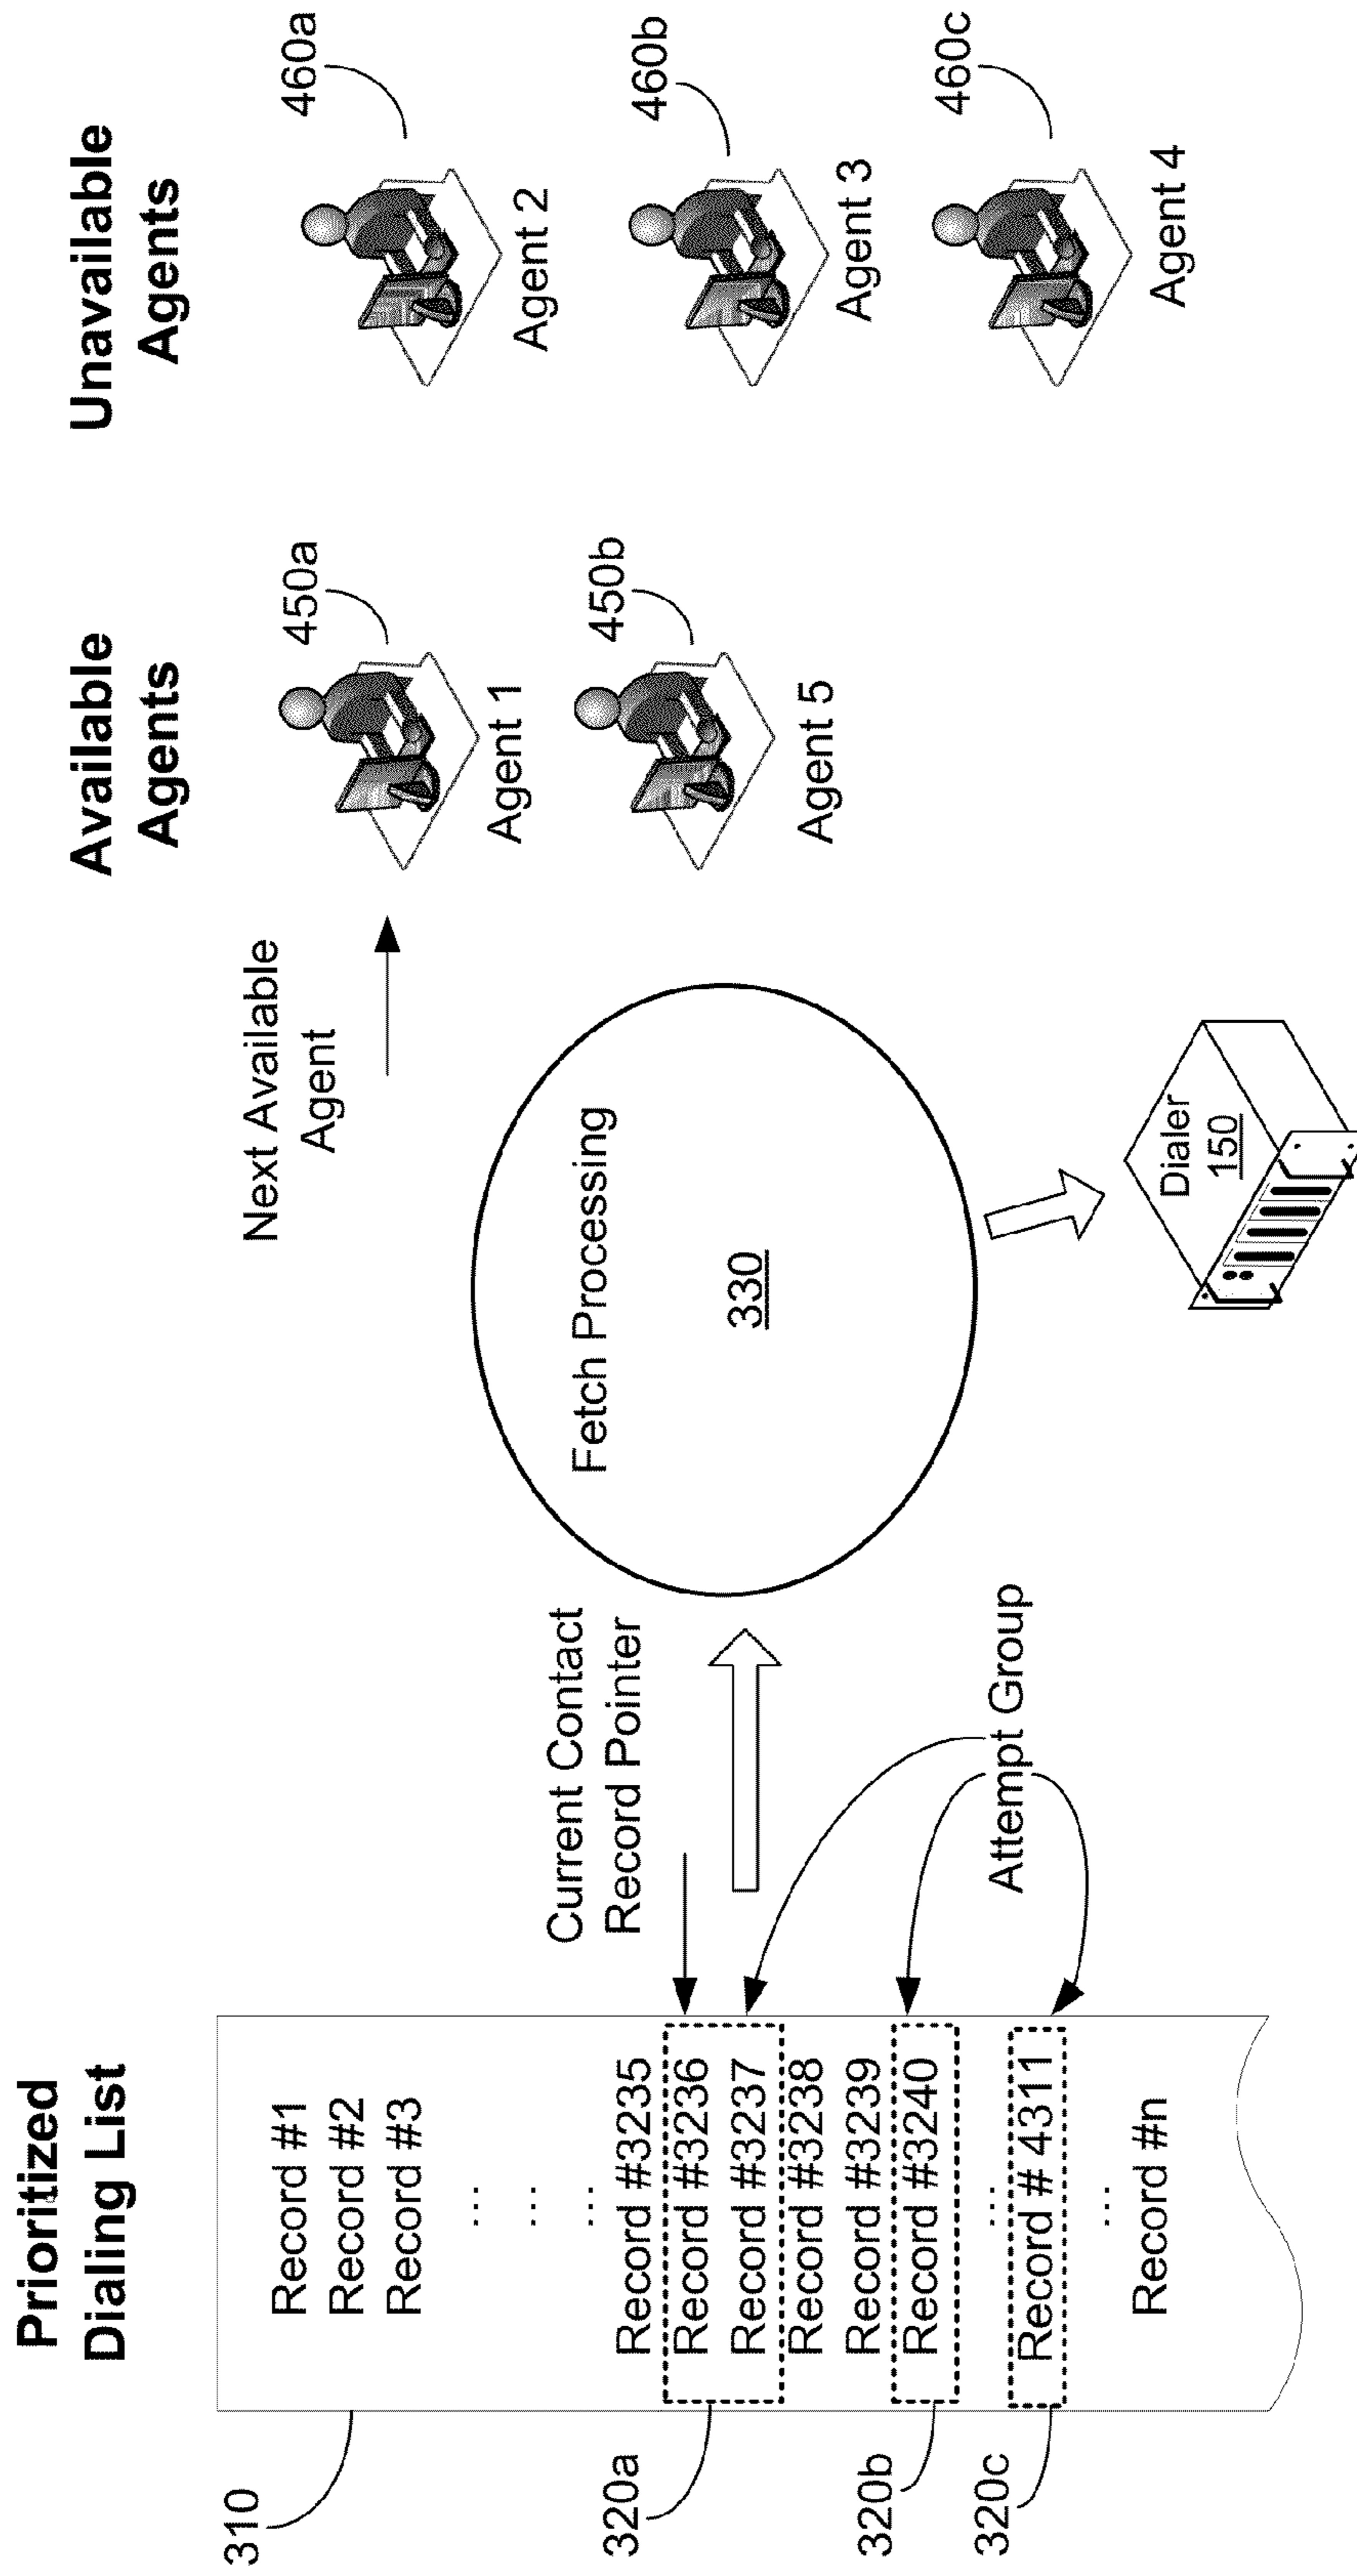 Prioritized
Dialing List
310
Record #1
Record #2
Record #3
...
...
...
Record #3235
Record #3236
Record #3237
Record #3238
Record #3239
Record #3240
...
Record # 4311
...
Record #n
320a
320b
320c
Current Contact
Record Pointer
Attempt Group
Fetch Processing
330
Next Available
Agent
Dialer
150
Available
Agents
450a
Agent 1
450b
Agent 5
Unavailable
Agents
460a
Agent 2
460b
Agent 3
460c
Agent 4